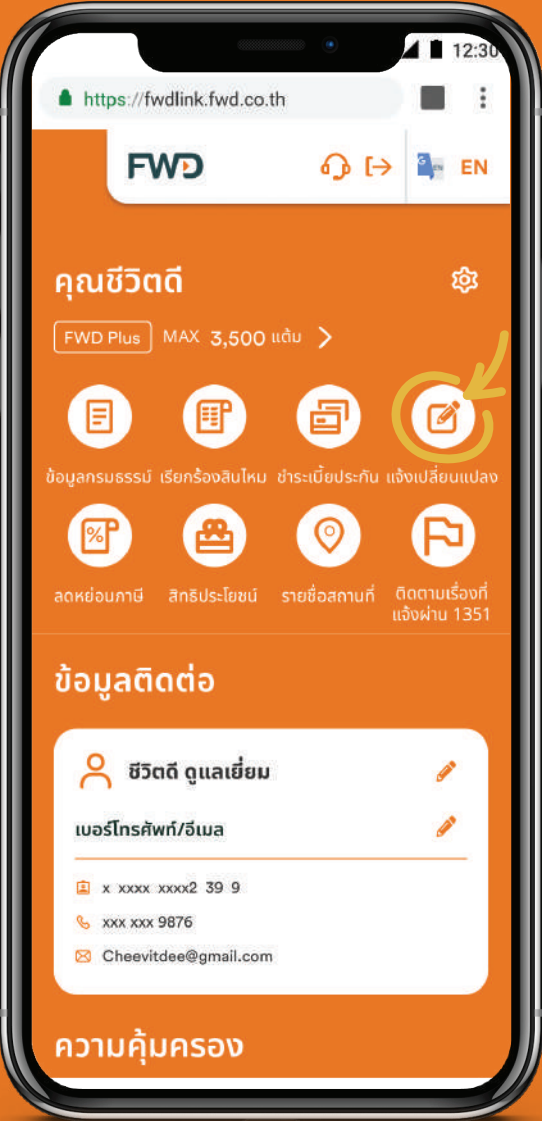 12:30
https://fwdlink.fwd.co.th
FWD EN
คุณชีวิตดี
FWD Plus MAX 3,500 แต้ม
ข้อมูลกรมธรรม์ เรียกร้องสินไหม ชำระเบี้ยประกัน แจ้งเปลี่ยนแปลง
ลดหย่อนภาษี สิทธิประโยชน์ รายชื่อสถานที่ ติดตามเรื่องที่
แจ้งผ่าน 1351
ข้อมูลติดต่อ
ชีวิตดี ดูแลเยี่ยม
เบอร์โทรศัพท์/อีเมล
x xxxx xxxx2 39 9
xxx xxx 9876
Cheevitdee@gmail.com
ความคุ้มครอง